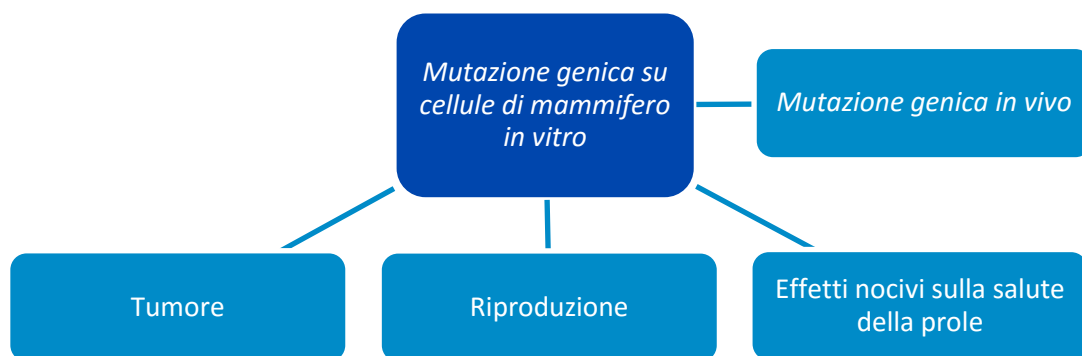 Mutazione genica su
cellule di mammifero
in vitro
Mutazione genica in vivo
Tumore
Riproduzione
Effetti nocivi sulla salute
della prole